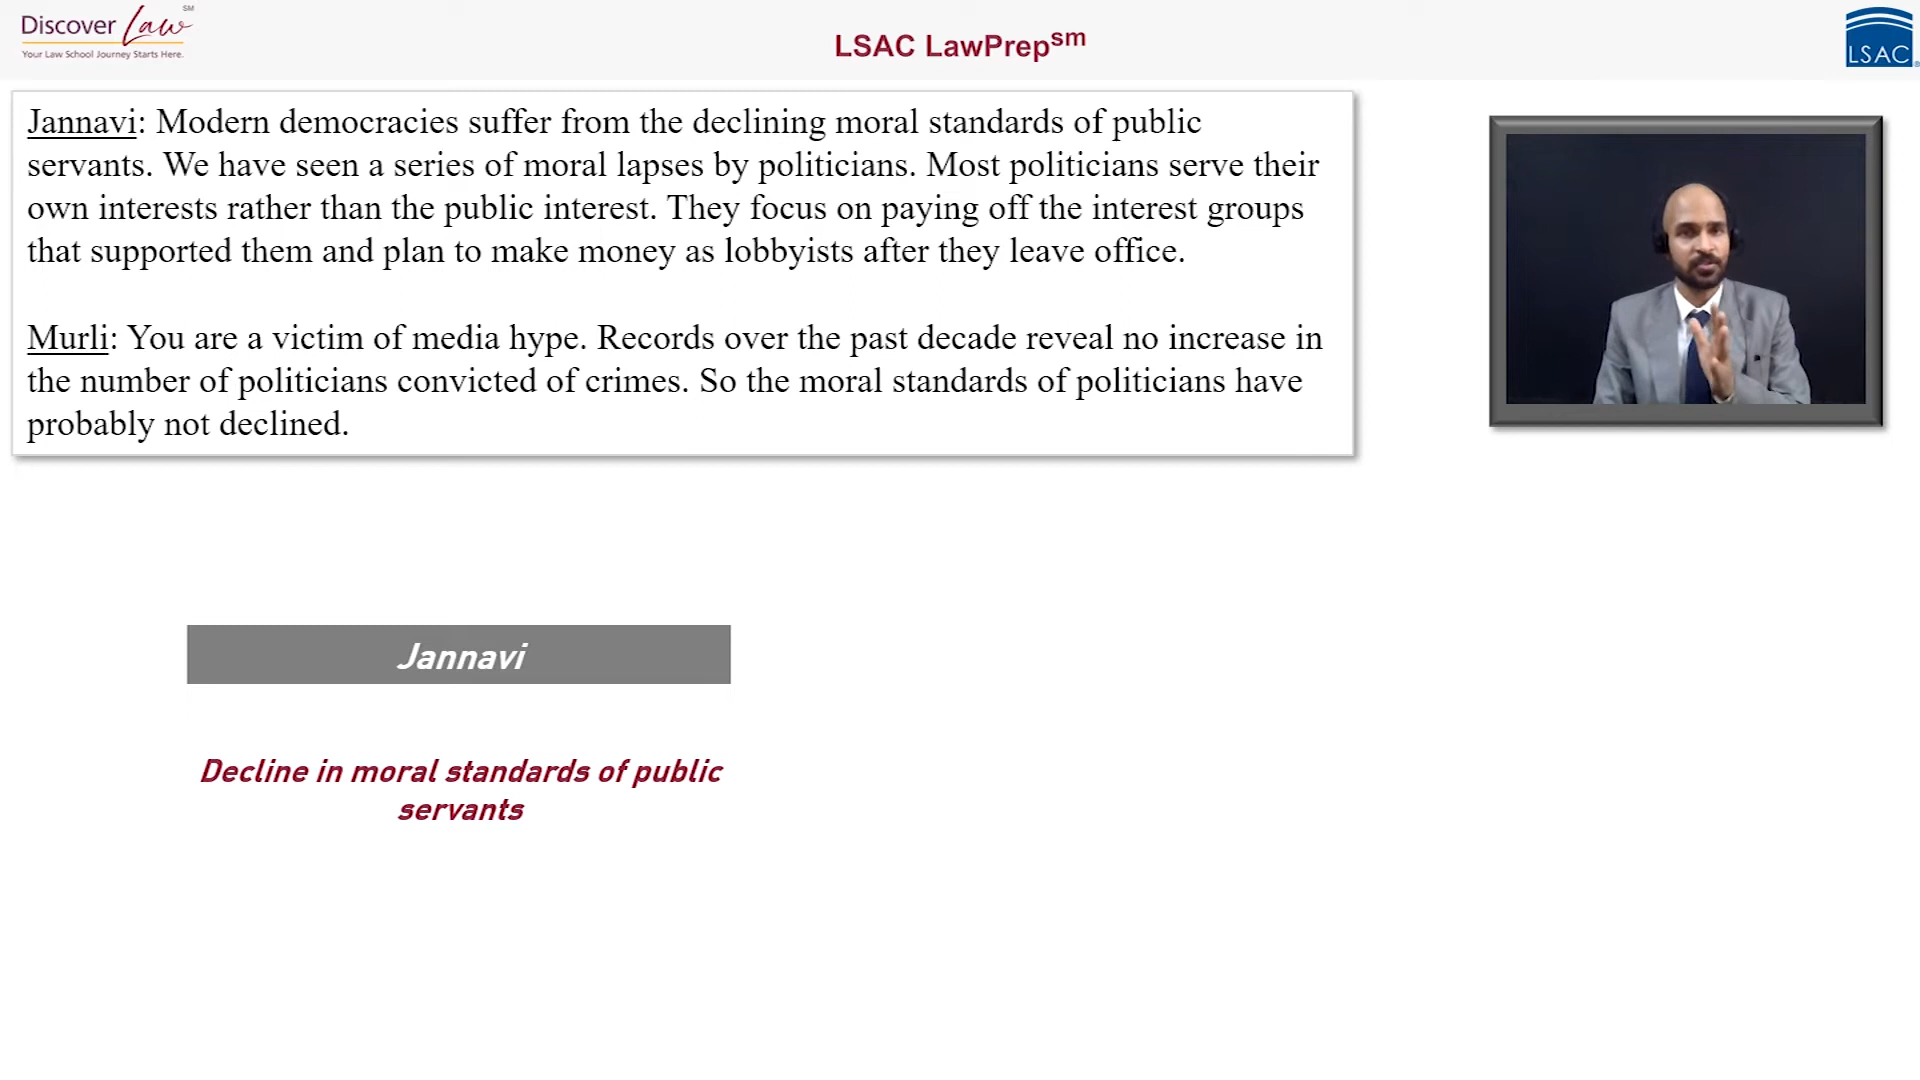 Discover Law SM
Your Law School Journey Starts Here.
LSAC LawPrepsm
LSAC®
Jannavi: Modern democracies suffer from the declining moral standards of public
servants. We have seen a series of moral lapses by politicians. Most politicians serve their
own interests rather than the public interest. They focus on paying off the interest groups
that supported them and plan to make money as lobbyists after they leave office.
Murli: You are a victim of media hype. Records over the past decade reveal no increase in
the number of politicians convicted of crimes. So the moral standards of politicians have
probably not declined.
Jannavi
Decline in moral standards of public
servants